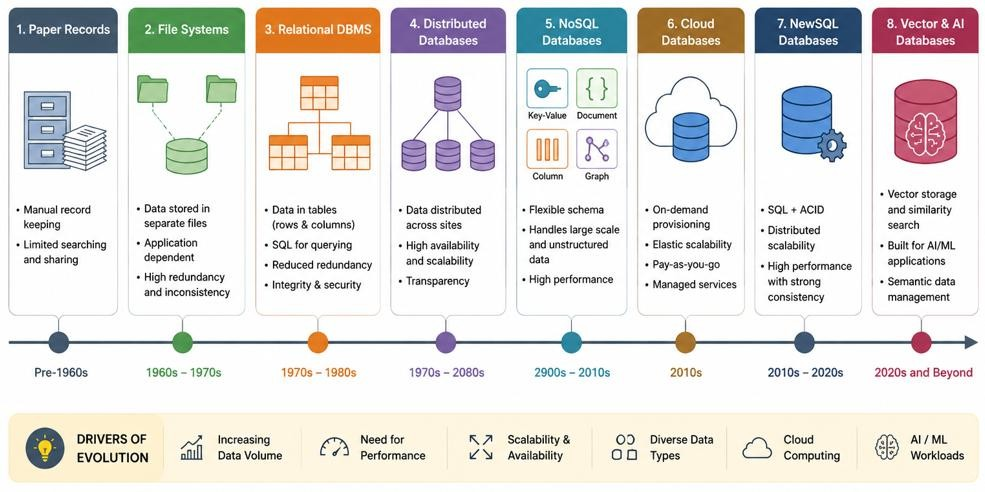 1. Paper Records
• Manual record
keeping
• Limited searching
and sharing
Pre-1960s
2. File Systems
• Data stored in
separate files
• Application
dependent
• High redundancy
and inconsistency
1960s – 1970s
3. Relational DBMS
• Data in tables
(rows & columns)
• SQL for querying
• Reduced redundancy
• Integrity & security
1970s – 1980s
4. Distributed
Databases
• Data distributed
across sites
• High availability
and scalability
• Transparency
1970s – 2080s
5. NoSQL
Databases
Key-Value
Document
Column
Graph
• Flexible schema
• Handles large scale
and unstructured
data
• High performance
2900s – 2010s
6. Cloud
Databases
• On-demand
provisioning
• Elastic scalability
• Pay-as-you-go
• Managed services
2010s
7. NewSQL
Databases
• SQL + ACID
• Distributed
scalability
• High performance
with strong
consistency
2010s – 2020s
8. Vector & AI
Databases
• Vector storage
and similarity
search
• Built for AI/ML
applications
• Semantic data
management
2020s and Beyond
DRIVERS OF
EVOLUTION
Increasing
Data Volume
Need for
Performance
Scalability &
Availability
Diverse Data
Types
Cloud
Computing
AI / ML
Workloads